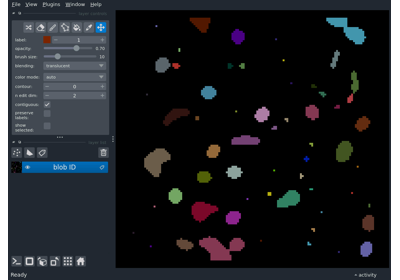 File View Plugins Window Help
label: 1
opacity: 0.70
brush size: 10
blending: translucent
color mode: auto
contour: 0
n edit dim: 2
contiguous:
preserve
labels:
show
selected:
blob ID
Ready
activity